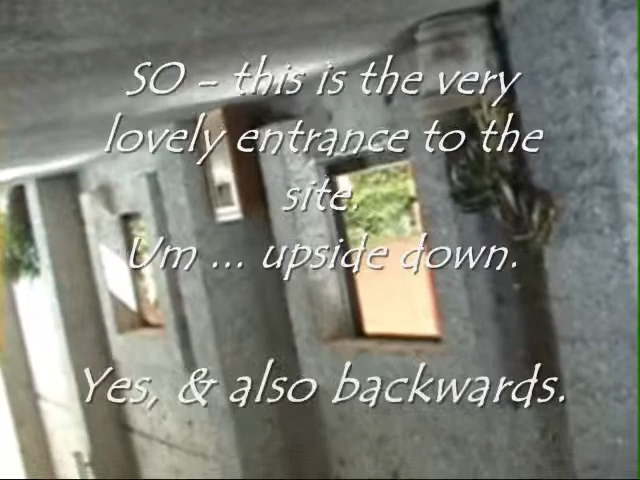 SO - this is the very
lovely entrance to the
site.
Um ... upside down.
Yes, & also backwards.